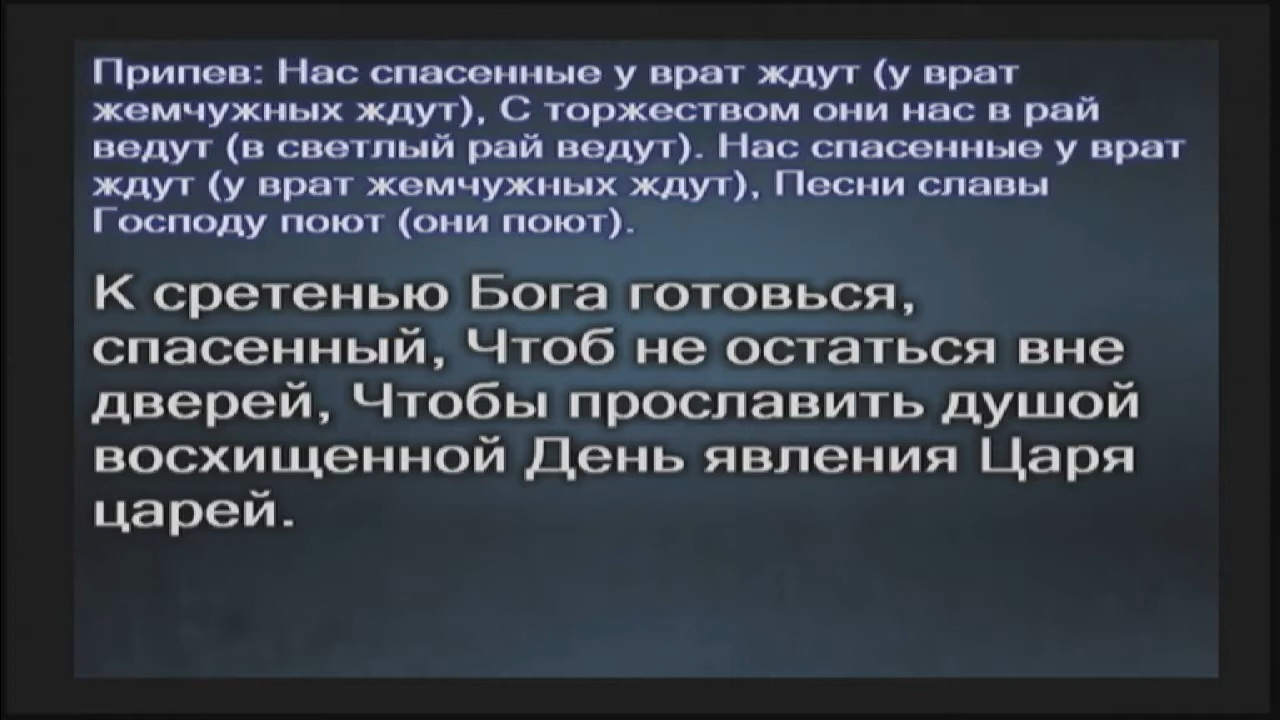 Припев: Нас спасенные у врат ждут (у врат
жемчужных ждут), С торжеством они нас в рай
ведут (в светлый рай ведут). Нас спасенные у врат
ждут (у врат жемчужных ждут), Песни славы
Господу поют (они поют).
К сретенью Бога готовься,
спасенный, Чтоб не остаться вне
дверей, Чтобы прославить душой
восхищенной День явления Царя
царей.